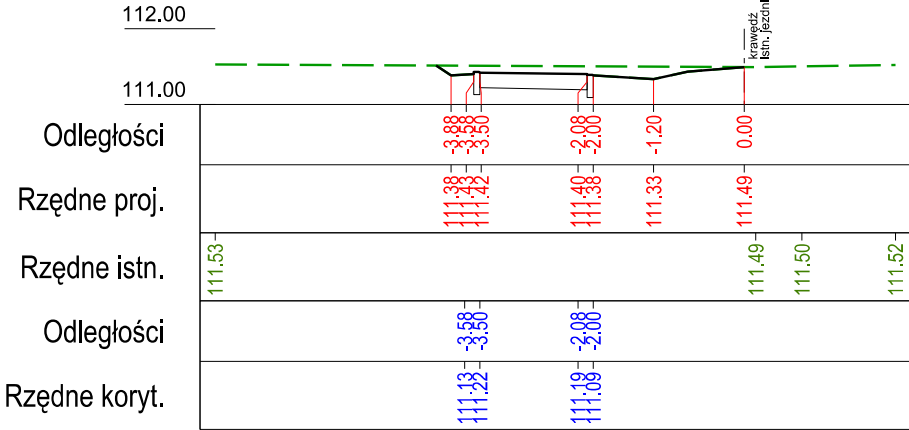 112.00
krawędź
istn. jezdni
111.00
Odległości
-3.88 -3.58 -3.50 -2.08 -2.00 -1.20 0.00
Rzędne proj.
111.38 111.43 111.42 111.40 111.38 111.33 111.49
Rzędne istn.
111.53 111.49 111.50 111.52
Odległości
-3.58 -3.50 -2.08 -2.00
Rzędne koryt.
111.13 111.22 111.19 111.09